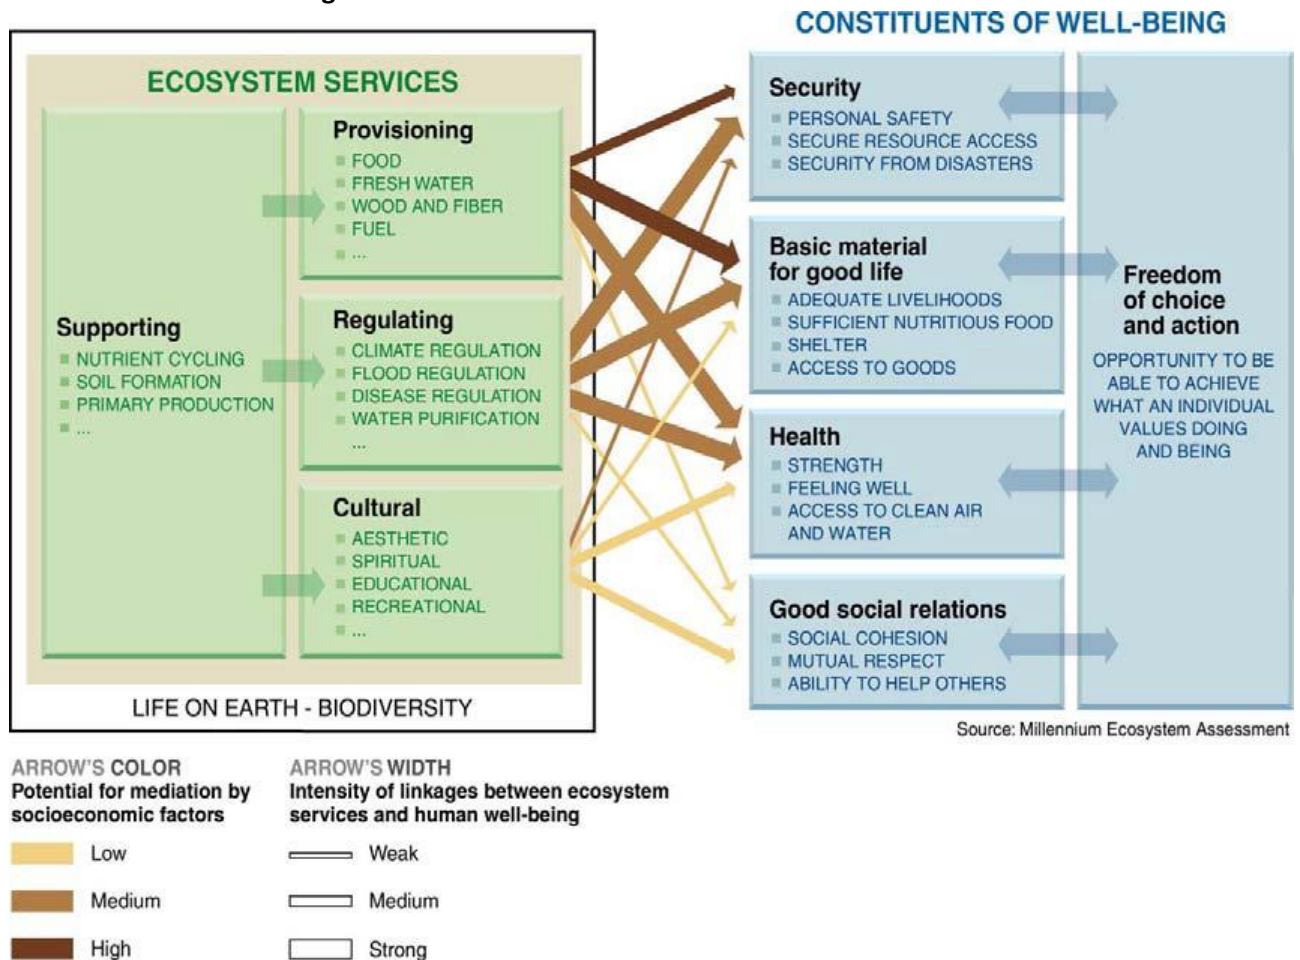 CONSTITUENTS OF WELL-BEING
ECOSYSTEM SERVICES
Supporting
NUTRIENT CYCLING
SOIL FORMATION
PRIMARY PRODUCTION
...
Provisioning
FOOD
FRESH WATER
WOOD AND FIBER
FUEL
...
Regulating
CLIMATE REGULATION
FLOOD REGULATION
DISEASE REGULATION
WATER PURIFICATION
...
Cultural
AESTHETIC
SPIRITUAL
EDUCATIONAL
RECREATIONAL
...
LIFE ON EARTH - BIODIVERSITY
Security
PERSONAL SAFETY
SECURE RESOURCE ACCESS
SECURITY FROM DISASTERS
Basic material
for good life
ADEQUATE LIVELIHOODS
SUFFICIENT NUTRITIOUS FOOD
SHELTER
ACCESS TO GOODS
Health
STRENGTH
FEELING WELL
ACCESS TO CLEAN AIR
AND WATER
Good social relations
SOCIAL COHESION
MUTUAL RESPECT
ABILITY TO HELP OTHERS
Freedom
of choice
and action
OPPORTUNITY TO BE
ABLE TO ACHIEVE
WHAT AN INDIVIDUAL
VALUES DOING
AND BEING
Source: Millennium Ecosystem Assessment
ARROW'S COLOR
Potential for mediation by
socioeconomic factors
Low
Medium
High
ARROW'S WIDTH
Intensity of linkages between ecosystem
services and human well-being
Weak
Medium
Strong